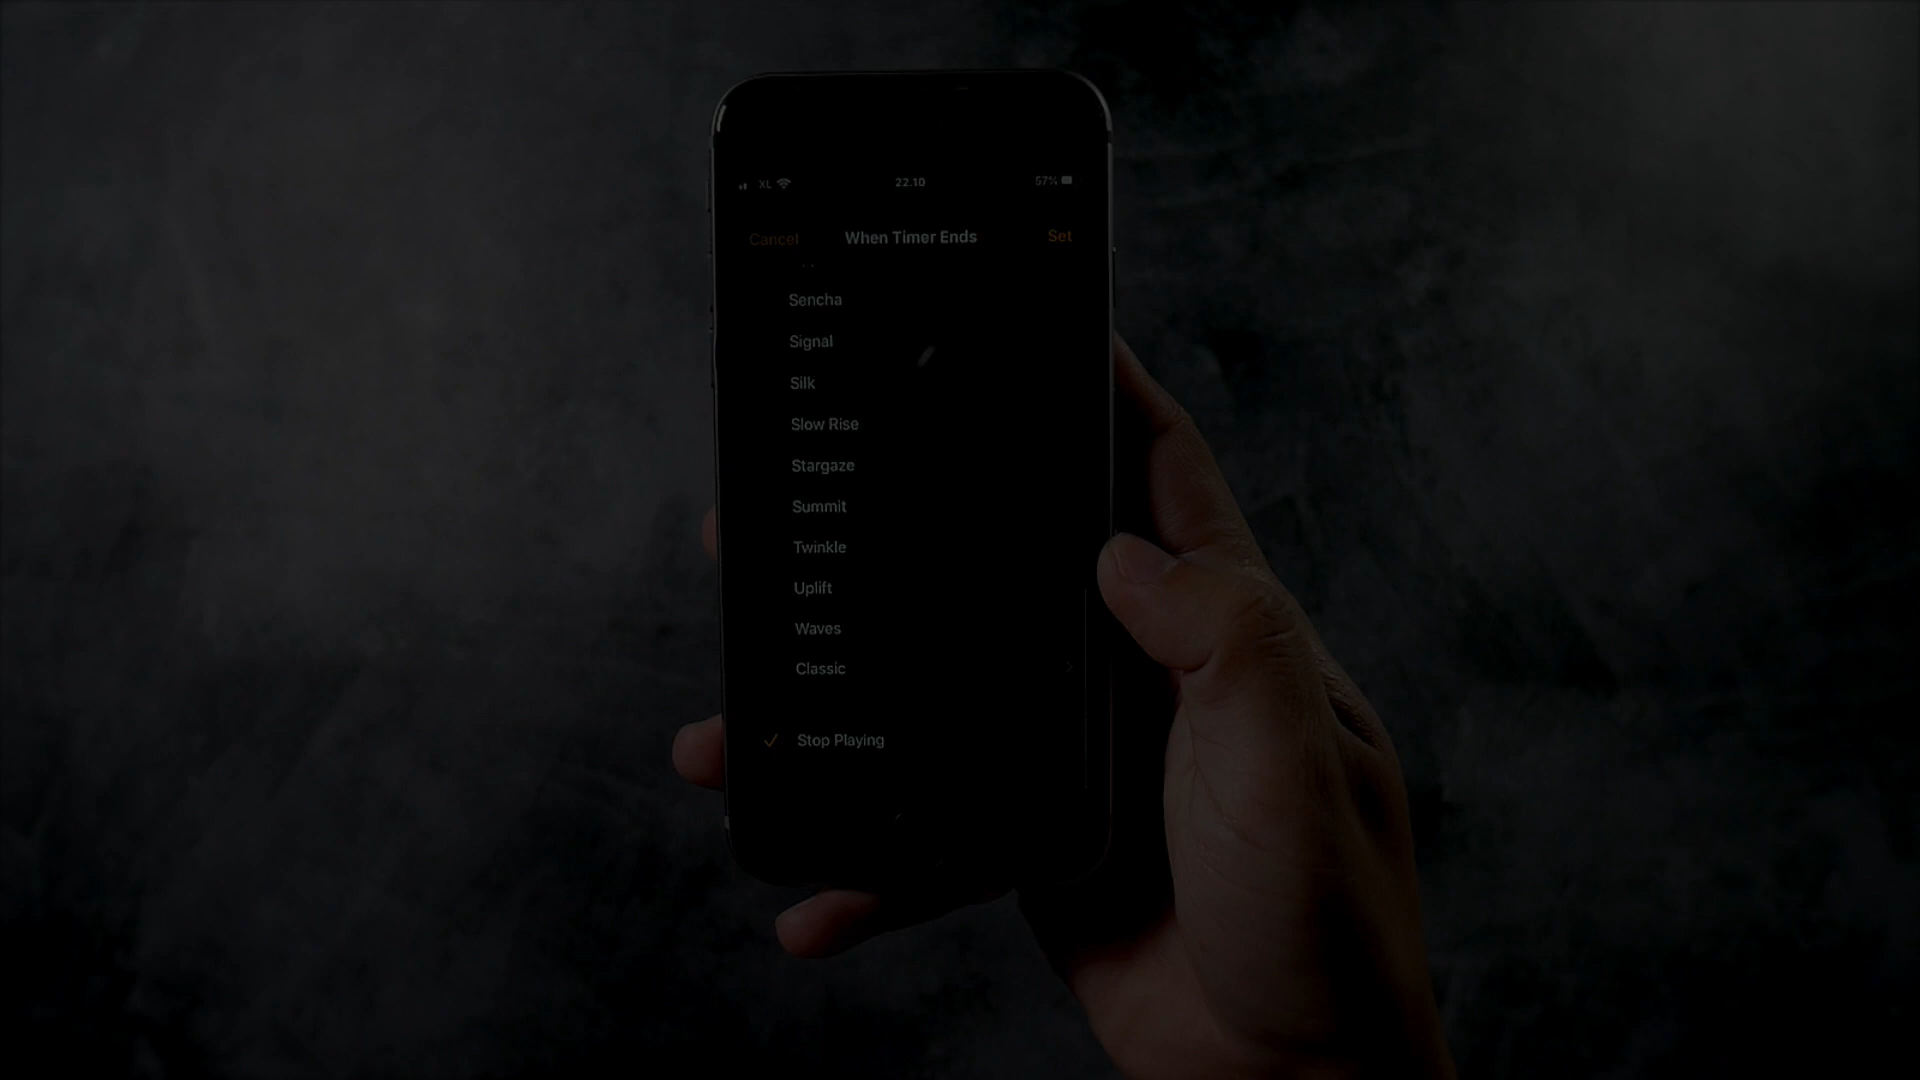 XL 22.10 57%
Cancel When Timer Ends Set
Sencha
Signal
Silk
Slow Rise
Stargaze
Summit
Twinkle
Uplift
Waves
Classic
Stop Playing